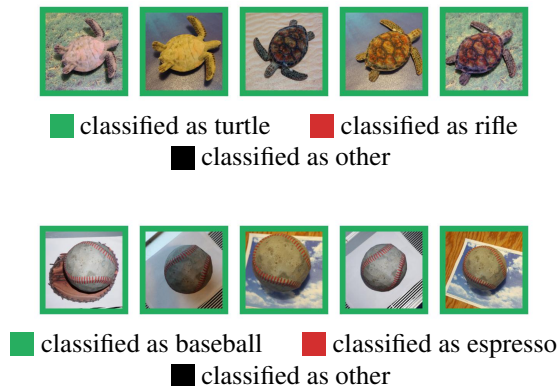 classified as turtle classified as rifle
classified as other
classified as baseball classified as espresso
classified as other